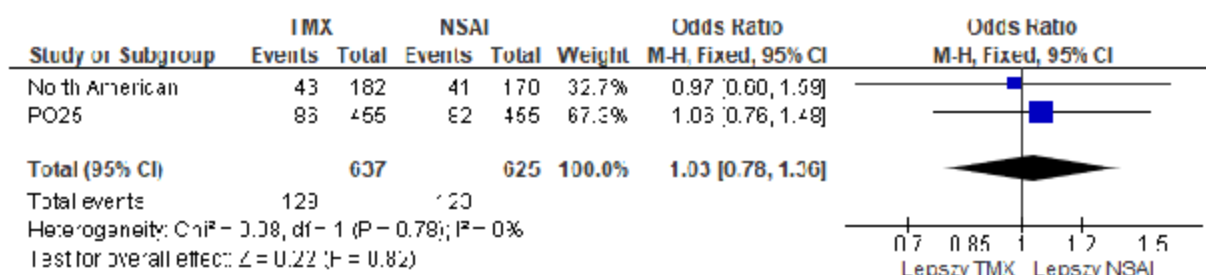 TMX NSAI Odds Ratio Odds Ratio
Study or Subgroup Events Total Events Total Weight M-H, Fixed, 95% CI M-H, Fixed, 95% CI
North American 43 182 41 170 32.7% 0.97 [0.60, 1.59]
PO25 86 455 82 455 67.3% 1.06 [0.76, 1.48]
Total (95% CI) 637 625 100.0% 1.03 [0.78, 1.36]
Total events 129 123
Heterogeneity: Chi² = 0.08, df = 1 (P = 0.78); I² = 0%
Test for overall effect: Z = 0.22 (P = 0.82)
0.7 0.85 1 1.2 1.5
Lepszy TMX Lepszy NSAI